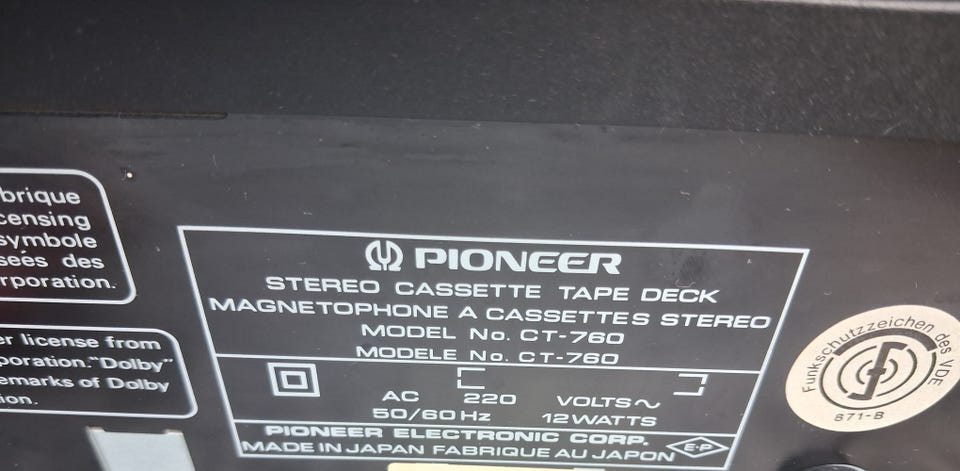 brique
censing
symbole
sées des
rporation.
er license from
poration."Dolby"
emarks of Dolby
ion.
PIONEER
STEREO CASSETTE TAPE DECK
MAGNETOPHONE A CASSETTES STEREO
MODEL No. CT-760
MODELE No. CT-760
AC 220 VOLTS~
50/60Hz 12WATTS
PIONEER ELECTRONIC CORP.
MADE IN JAPAN FABRIQUE AU JAPON
E-P
Funkschutzzeichen des VDE
871-B